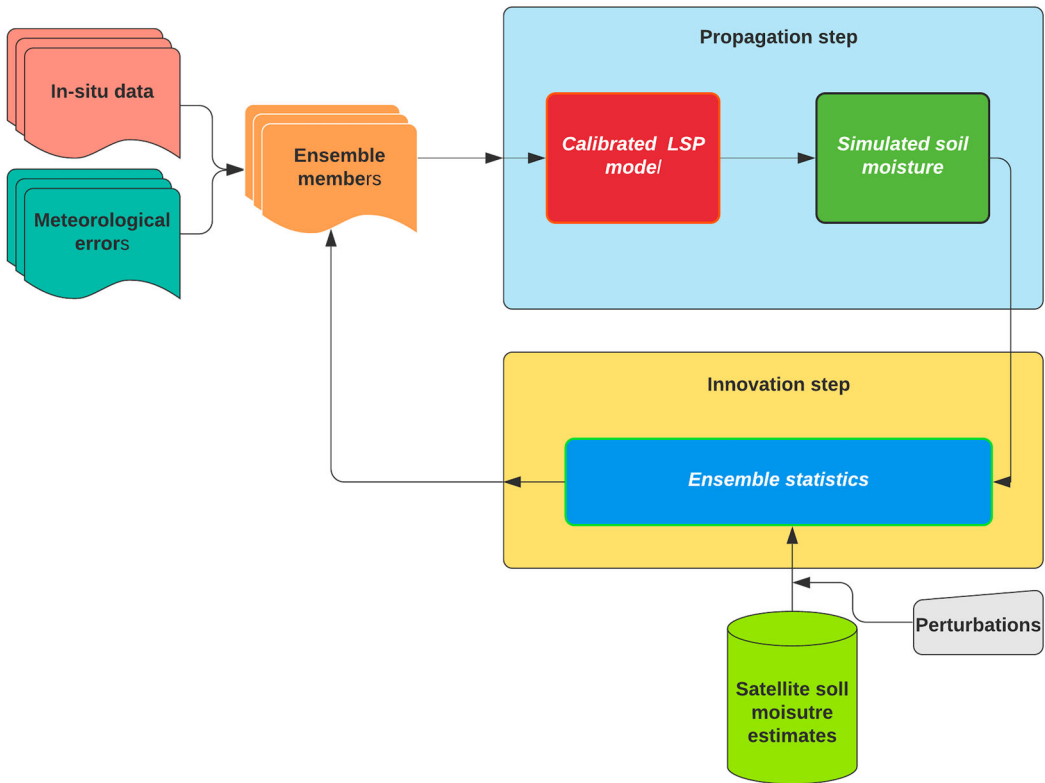 Propagation step
In-situ data
Ensemble
members
Calibrated LSP
model
Simulated soil
moisture
Meteorological
errors
Innovation step
Ensemble statistics
Perturbations
Satellite soll
moisutre
estimates